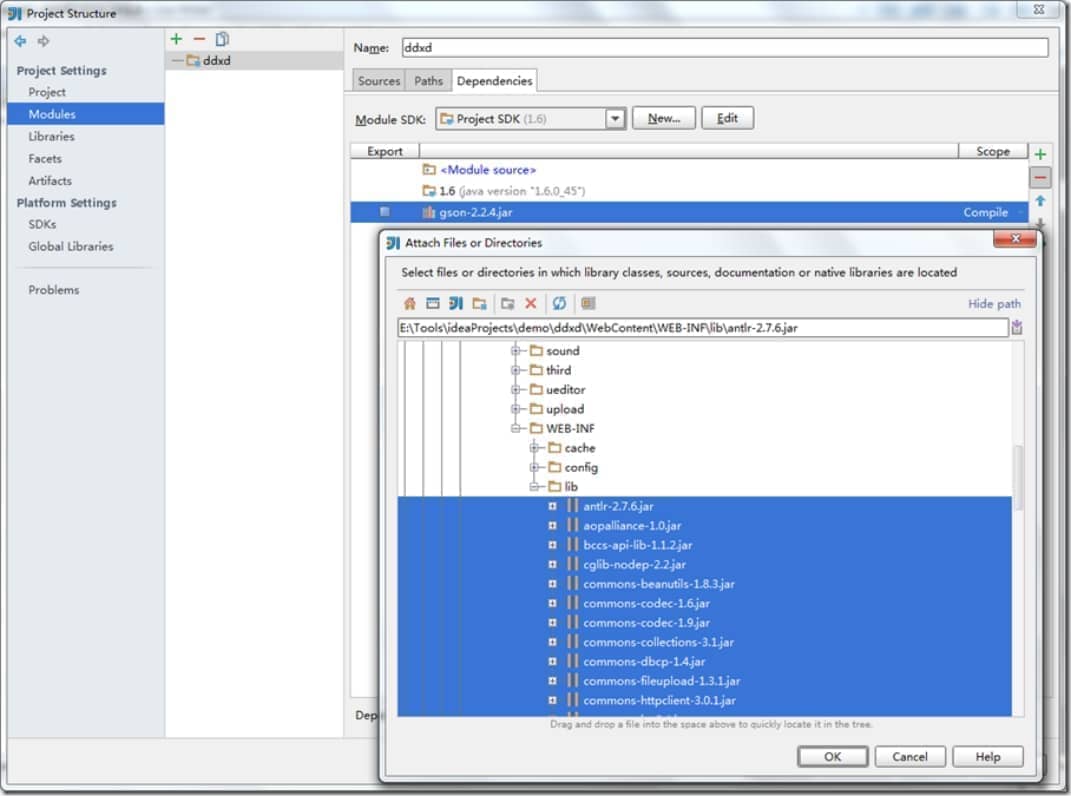 Project Structure
Project Settings
Project
Modules
Libraries
Facets
Artifacts
Platform Settings
SDKs
Global Libraries
Problems
ddxd
Name: ddxd
Sources Paths Dependencies
Module SDK: Project SDK (1.6) New... Edit
Export Scope
<Module source>
1.6 (java version "1.6.0_45")
gson-2.2.4.jar Compile
Attach Files or Directories
Select files or directories in which library classes, sources, documentation or native libraries are located
Hide path
E:\Tools\ideaProjects\demo\ddxd\WebContent\WEB-INF\lib\antlr-2.7.6.jar
sound
third
ueditor
upload
WEB-INF
cache
config
lib
antlr-2.7.6.jar
aopalliance-1.0.jar
bccs-api-lib-1.1.2.jar
cglib-nodep-2.2.jar
commons-beanutils-1.8.3.jar
commons-codec-1.6.jar
commons-codec-1.9.jar
commons-collections-3.1.jar
commons-dbcp-1.4.jar
commons-fileupload-1.3.1.jar
commons-httpclient-3.0.1.jar
Drag and drop a file into the space above to quickly locate it in the tree.
OK Cancel Help